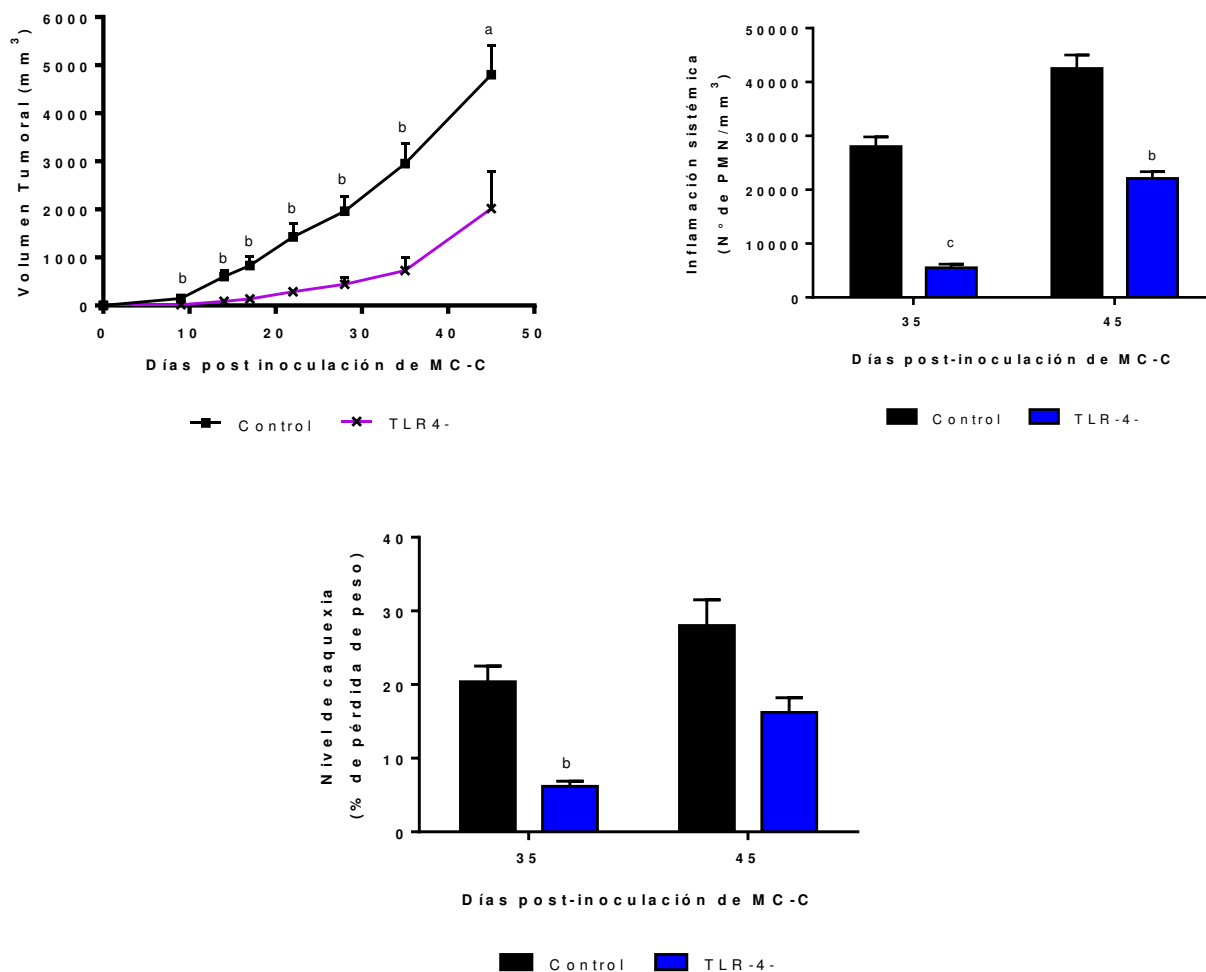 Volumen Tumoral (mm³)
6000
5000
4000
3000
2000
1000
0
a
b
b
b
b
b
b
0 10 20 30 40 50
Días post inoculación de MC-C
Control TLR4-
Inflamación sistémica
(N° de PMN/mm³)
50000
40000
30000
20000
10000
0
c
b
35 45
Días post-inoculación de MC-C
Control TLR-4-
Nivel de caquexia
(% de pérdida de peso)
40
30
20
10
0
b
35 45
Días post-inoculación de MC-C
Control TLR-4-